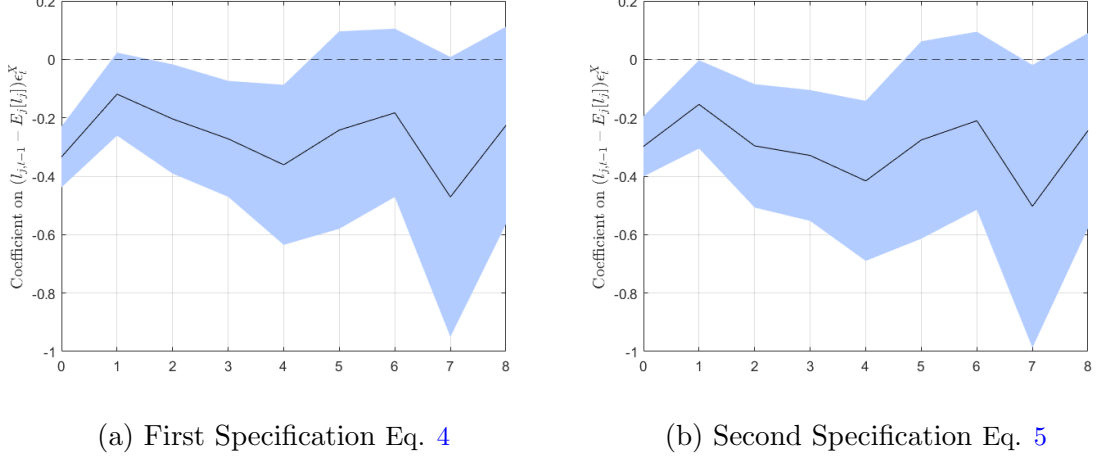 0.2
0
-0.2
-0.4
-0.6
-0.8
-1
Coefficient on (l_{j,t-1} − E_j[l_j])ϵ_t^X
0 1 2 3 4 5 6 7 8
(a) First Specification Eq. 4
0.2
0
-0.2
-0.4
-0.6
-0.8
-1
Coefficient on (l_{j,t-1} − E_j[l_j])ϵ_t^X
0 1 2 3 4 5 6 7 8
(b) Second Specification Eq. 5